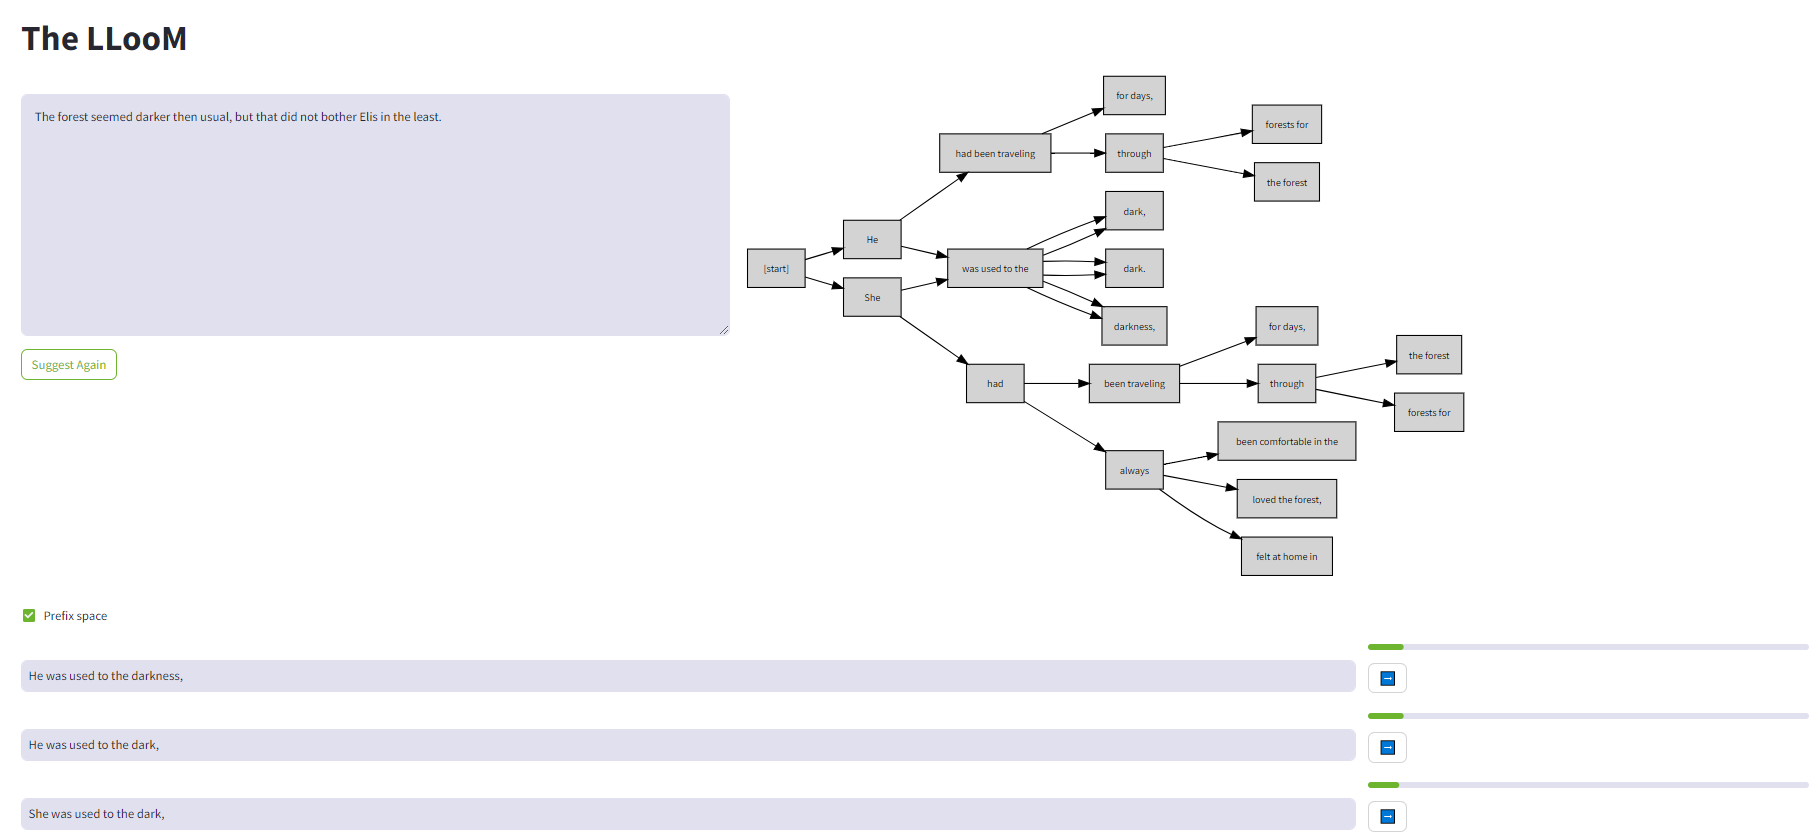 The LLooM
The forest seemed darker then usual, but that did not bother Elis in the least.
Suggest Again
for days,
forests for
had been traveling
through
the forest
dark,
He
[start]
was used to the
dark.
She
darkness,
for days,
the forest
had
been traveling
through
forests for
been comfortable in the
always
loved the forest,
felt at home in
Prefix space
He was used to the darkness,
He was used to the dark,
She was used to the dark,